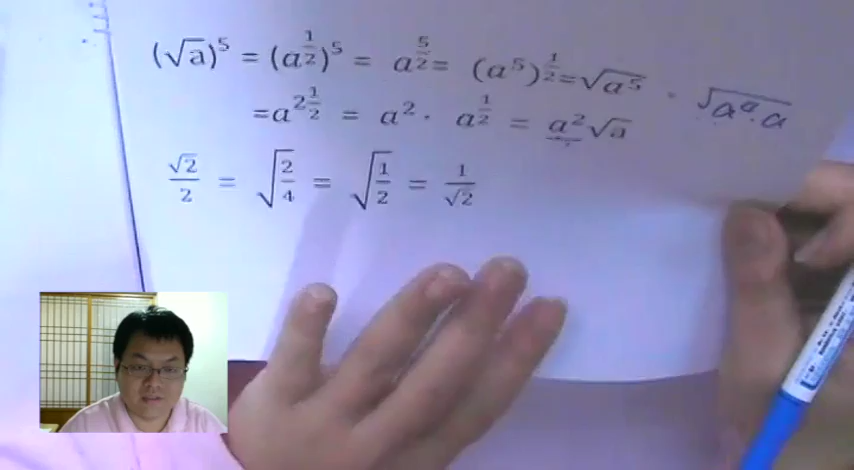 (√a)⁵ = (a^{1/2})⁵ = a^{5/2} = (a⁵)^{1/2} = √a⁵ · √a^a·a
= a^{2 1/2} = a² · a^{1/2} = a²√a
√2/2 = √(2/4) = √(1/2) = 1/√2